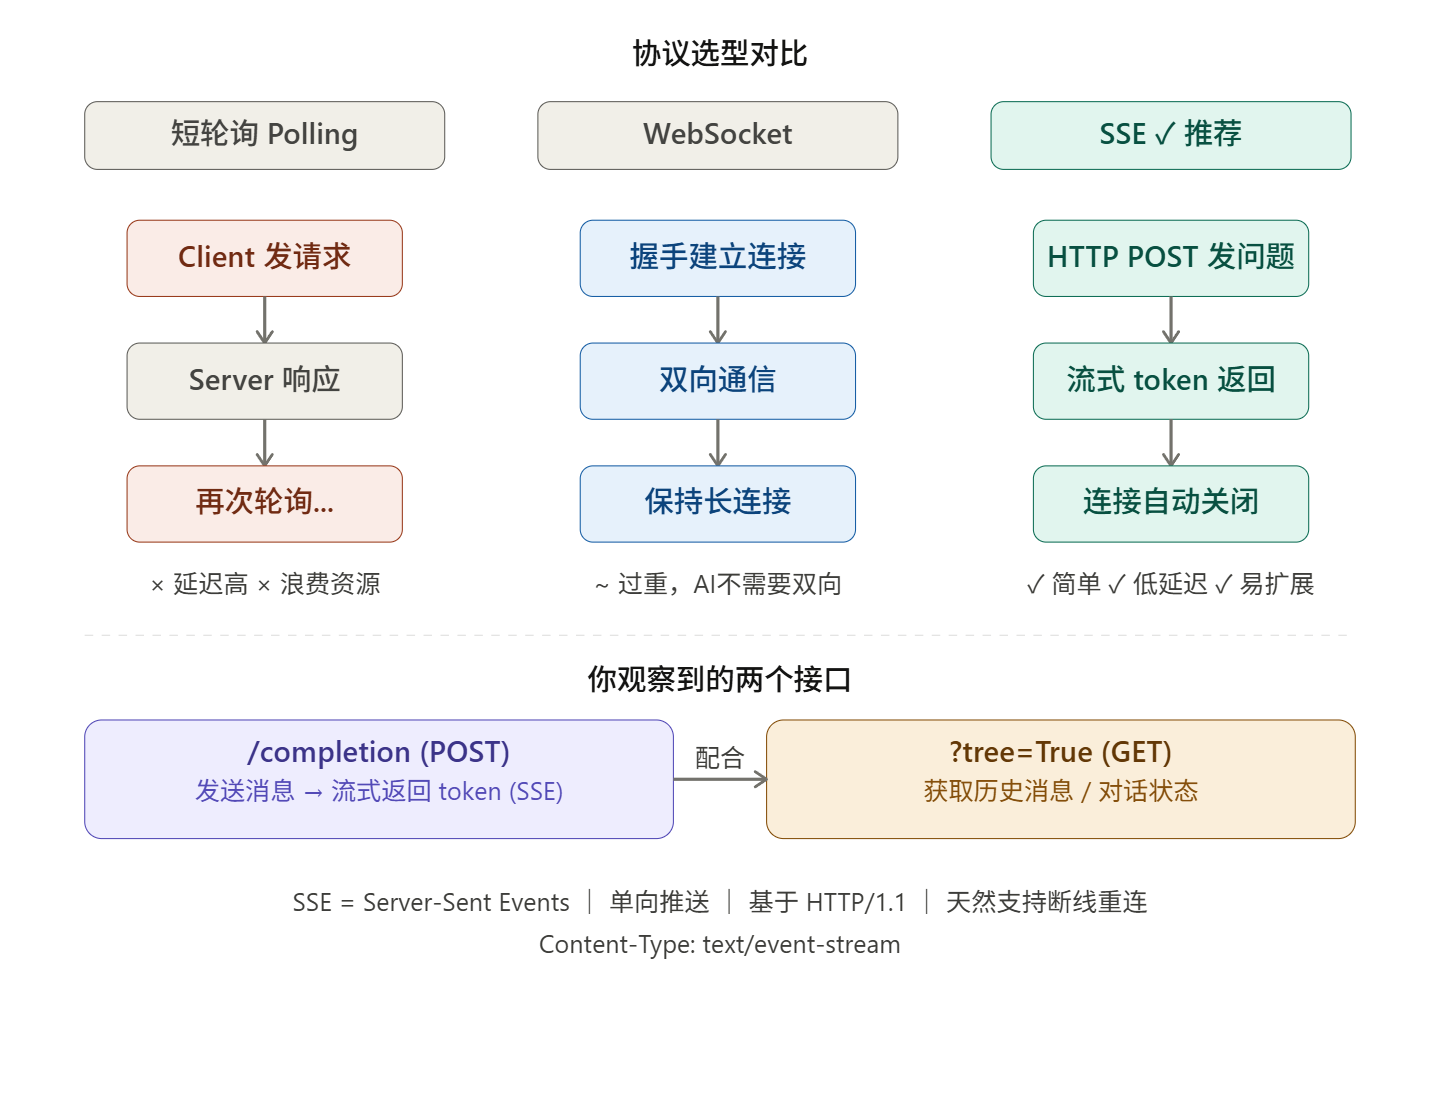 协议选型对比
短轮询 Polling
WebSocket
SSE ✓ 推荐
Client 发请求
握手建立连接
HTTP POST 发问题
Server 响应
双向通信
流式 token 返回
再次轮询...
保持长连接
连接自动关闭
× 延迟高 × 浪费资源
~ 过重，AI不需要双向
✓ 简单 ✓ 低延迟 ✓ 易扩展
你观察到的两个接口
/completion (POST)
发送消息 → 流式返回 token (SSE)
配合
?tree=True (GET)
获取历史消息 / 对话状态
SSE = Server-Sent Events ｜ 单向推送 ｜ 基于 HTTP/1.1 ｜ 天然支持断线重连
Content-Type: text/event-stream